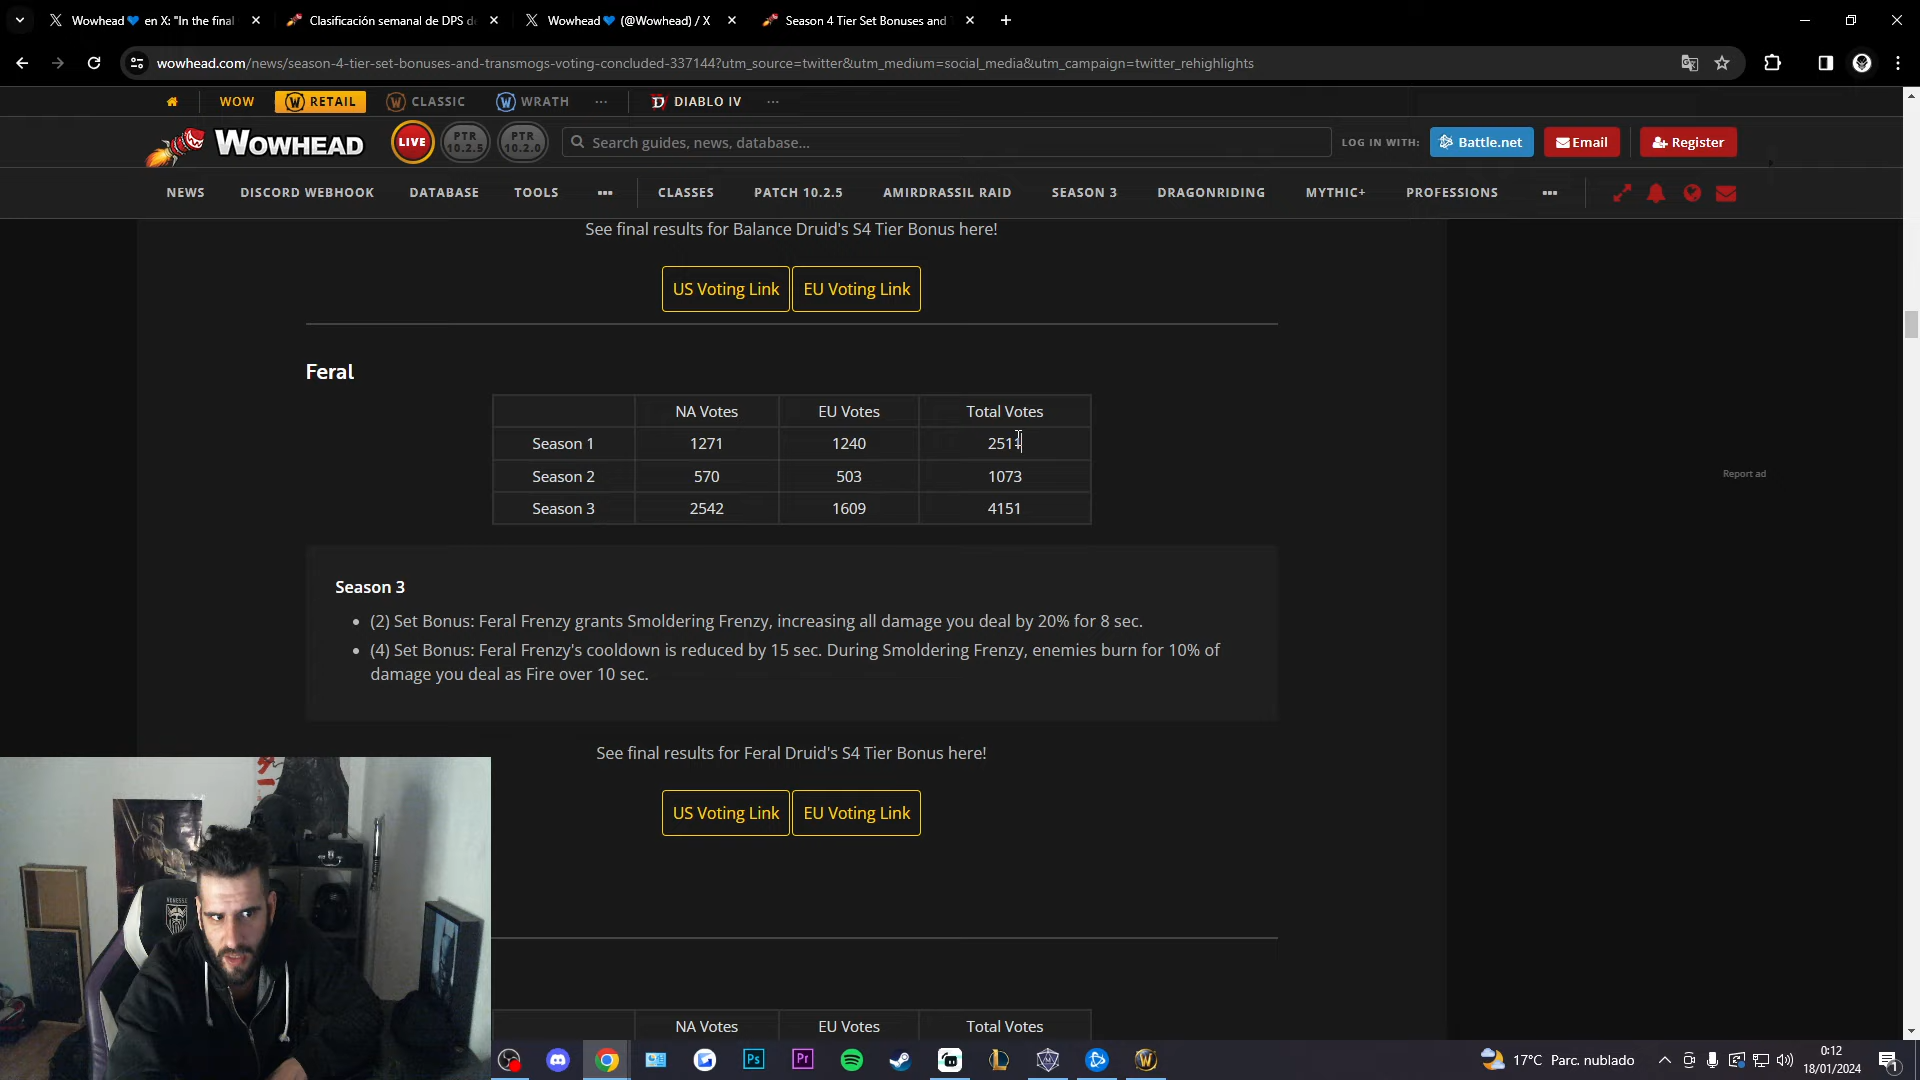 Wowhead💙 en X: "In the final
Clasificación semanal de DPS de
Wowhead💙 (@Wowhead) / X
Season 4 Tier Set Bonuses and
wowhead.com/news/season-4-tier-set-bonuses-and-transmogs-voting-concluded-337144?utm_source=twitter&utm_medium=social_media&utm_campaign=twitter_rehighlights
WOW RETAIL CLASSIC WRATH ... DIABLO IV ...
WOWHEAD LIVE PTR 10.2.5 PTR 10.2.0 Search guides, news, database... LOG IN WITH: Battle.net Email Register
NEWS DISCORD WEBHOOK DATABASE TOOLS ... CLASSES PATCH 10.2.5 AMIRDRASSIL RAID SEASON 3 DRAGONRIDING MYTHIC+ PROFESSIONS ...
See final results for Balance Druid's S4 Tier Bonus here!
US Voting Link EU Voting Link
Feral
NA Votes EU Votes Total Votes
Season 1 1271 1240 2511
Season 2 570 503 1073
Season 3 2542 1609 4151
Report ad
Season 3
• (2) Set Bonus: Feral Frenzy grants Smoldering Frenzy, increasing all damage you deal by 20% for 8 sec.
• (4) Set Bonus: Feral Frenzy's cooldown is reduced by 15 sec. During Smoldering Frenzy, enemies burn for 10% of
damage you deal as Fire over 10 sec.
See final results for Feral Druid's S4 Tier Bonus here!
US Voting Link EU Voting Link
NA Votes EU Votes Total Votes
Ps Pr
17°C Parc. nublado
0:12
18/01/2024
1